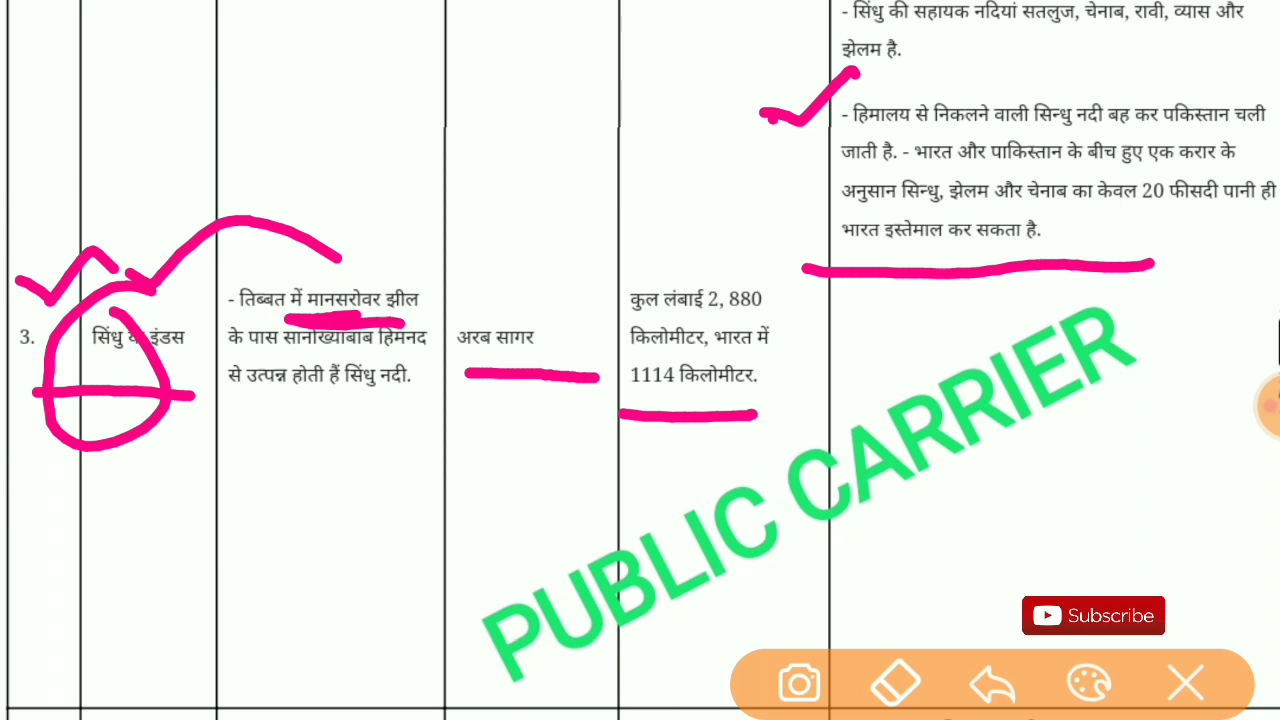 - सिंधु की सहायक नदियां सतलुज, चेनाब, रावी, व्यास और
झेलम है.
- हिमालय से निकलने वाली सिन्धु नदी बह कर पकिस्तान चली
जाती है. - भारत और पाकिस्तान के बीच हुए एक करार के
अनुसान सिन्धु, झेलम और चेनाब का केवल 20 फीसदी पानी ही
भारत इस्तेमाल कर सकता है.
3.
सिंधु इंडस
- तिब्बत में मानसरोवर झील
के पास सानोख्याबाब हिमनद
से उत्पन्न होती हैं सिंधु नदी.
अरब सागर
कुल लंबाई 2, 880
किलोमीटर, भारत में
1114 किलोमीटर.
PUBLIC CARRIER
Subscribe